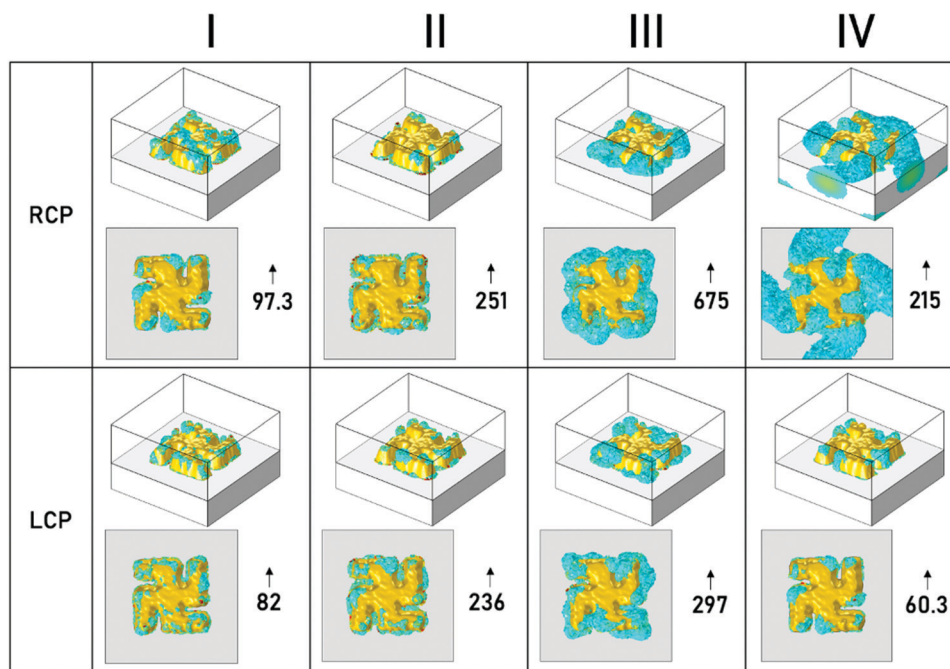 I II III IV
RCP
↑ ↑ ↑ ↑
97.3 251 675 215
LCP
↑ ↑ ↑ ↑
82 236 297 60.3